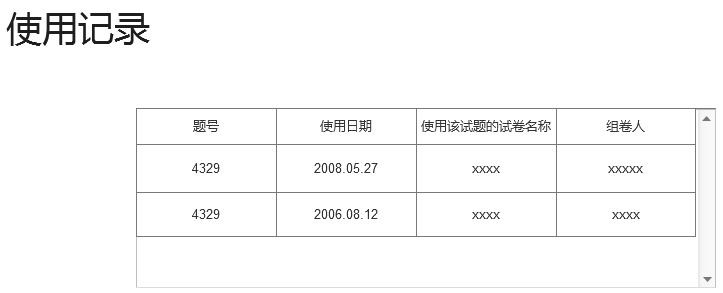 使用记录
题号 使用日期 使用该试题的试卷名称 组卷人
4329 2008.05.27 xxxx xxxxx
4329 2006.08.12 xxxx xxxx